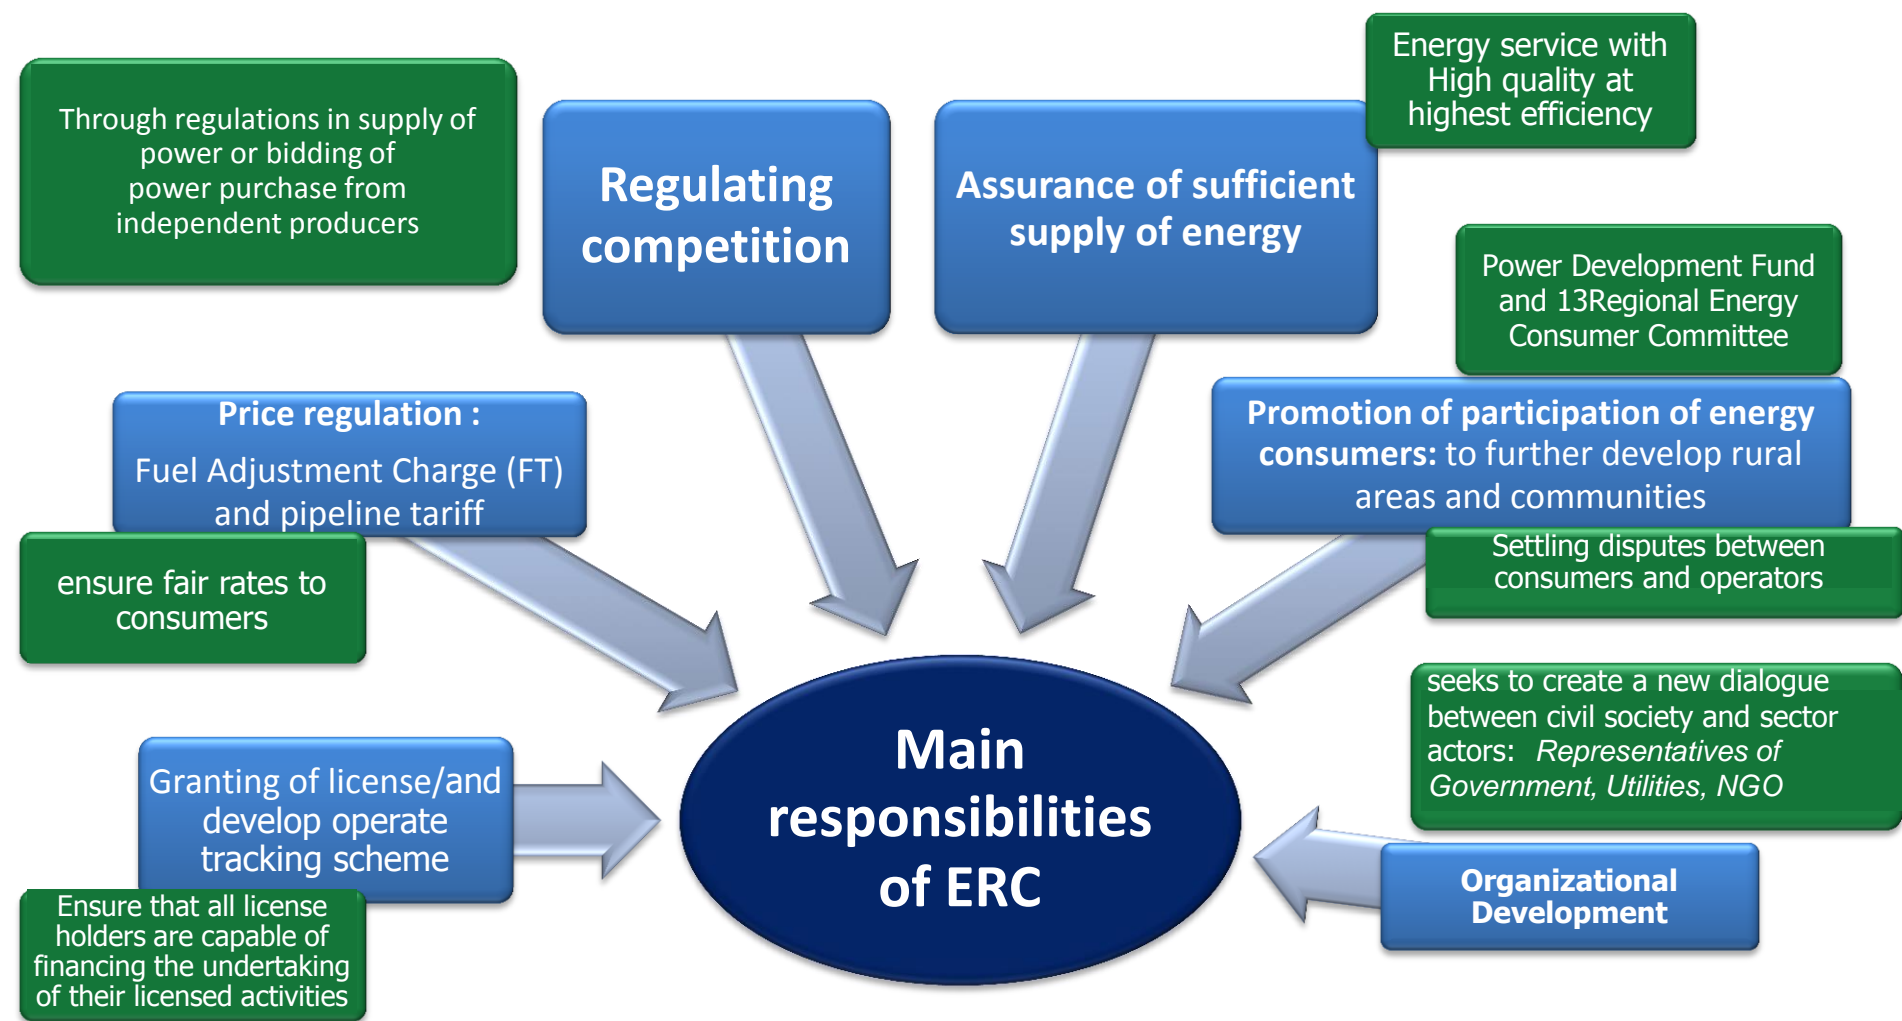 Through regulations in supply of
power or bidding of
power purchase from
independent producers
Regulating
competition
Assurance of sufficient
supply of energy
Energy service with
High quality at
highest efficiency
Power Development Fund
and 13Regional Energy
Consumer Committee
Price regulation :
Fuel Adjustment Charge (FT)
and pipeline tariff
ensure fair rates to
consumers
Promotion of participation of energy
consumers: to further develop rural
areas and communities
Settling disputes between
consumers and operators
seeks to create a new dialogue
between civil society and sector
actors: Representatives of
Government, Utilities, NGO
Granting of license/and
develop operate
tracking scheme
Ensure that all license
holders are capable of
financing the undertaking
of their licensed activities
Main
responsibilities
of ERC
Organizational
Development